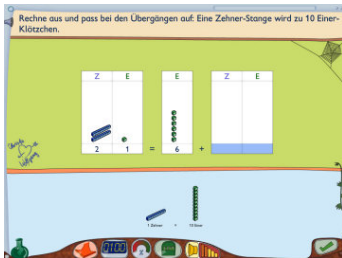 Rechne aus und pass bei den Übergängen auf: Eine Zehner-Stange wird zu 10 Einer-
Klötzchen.
Z E E Z E
2 1 = 6 +
1 Zehner = 10 Einer